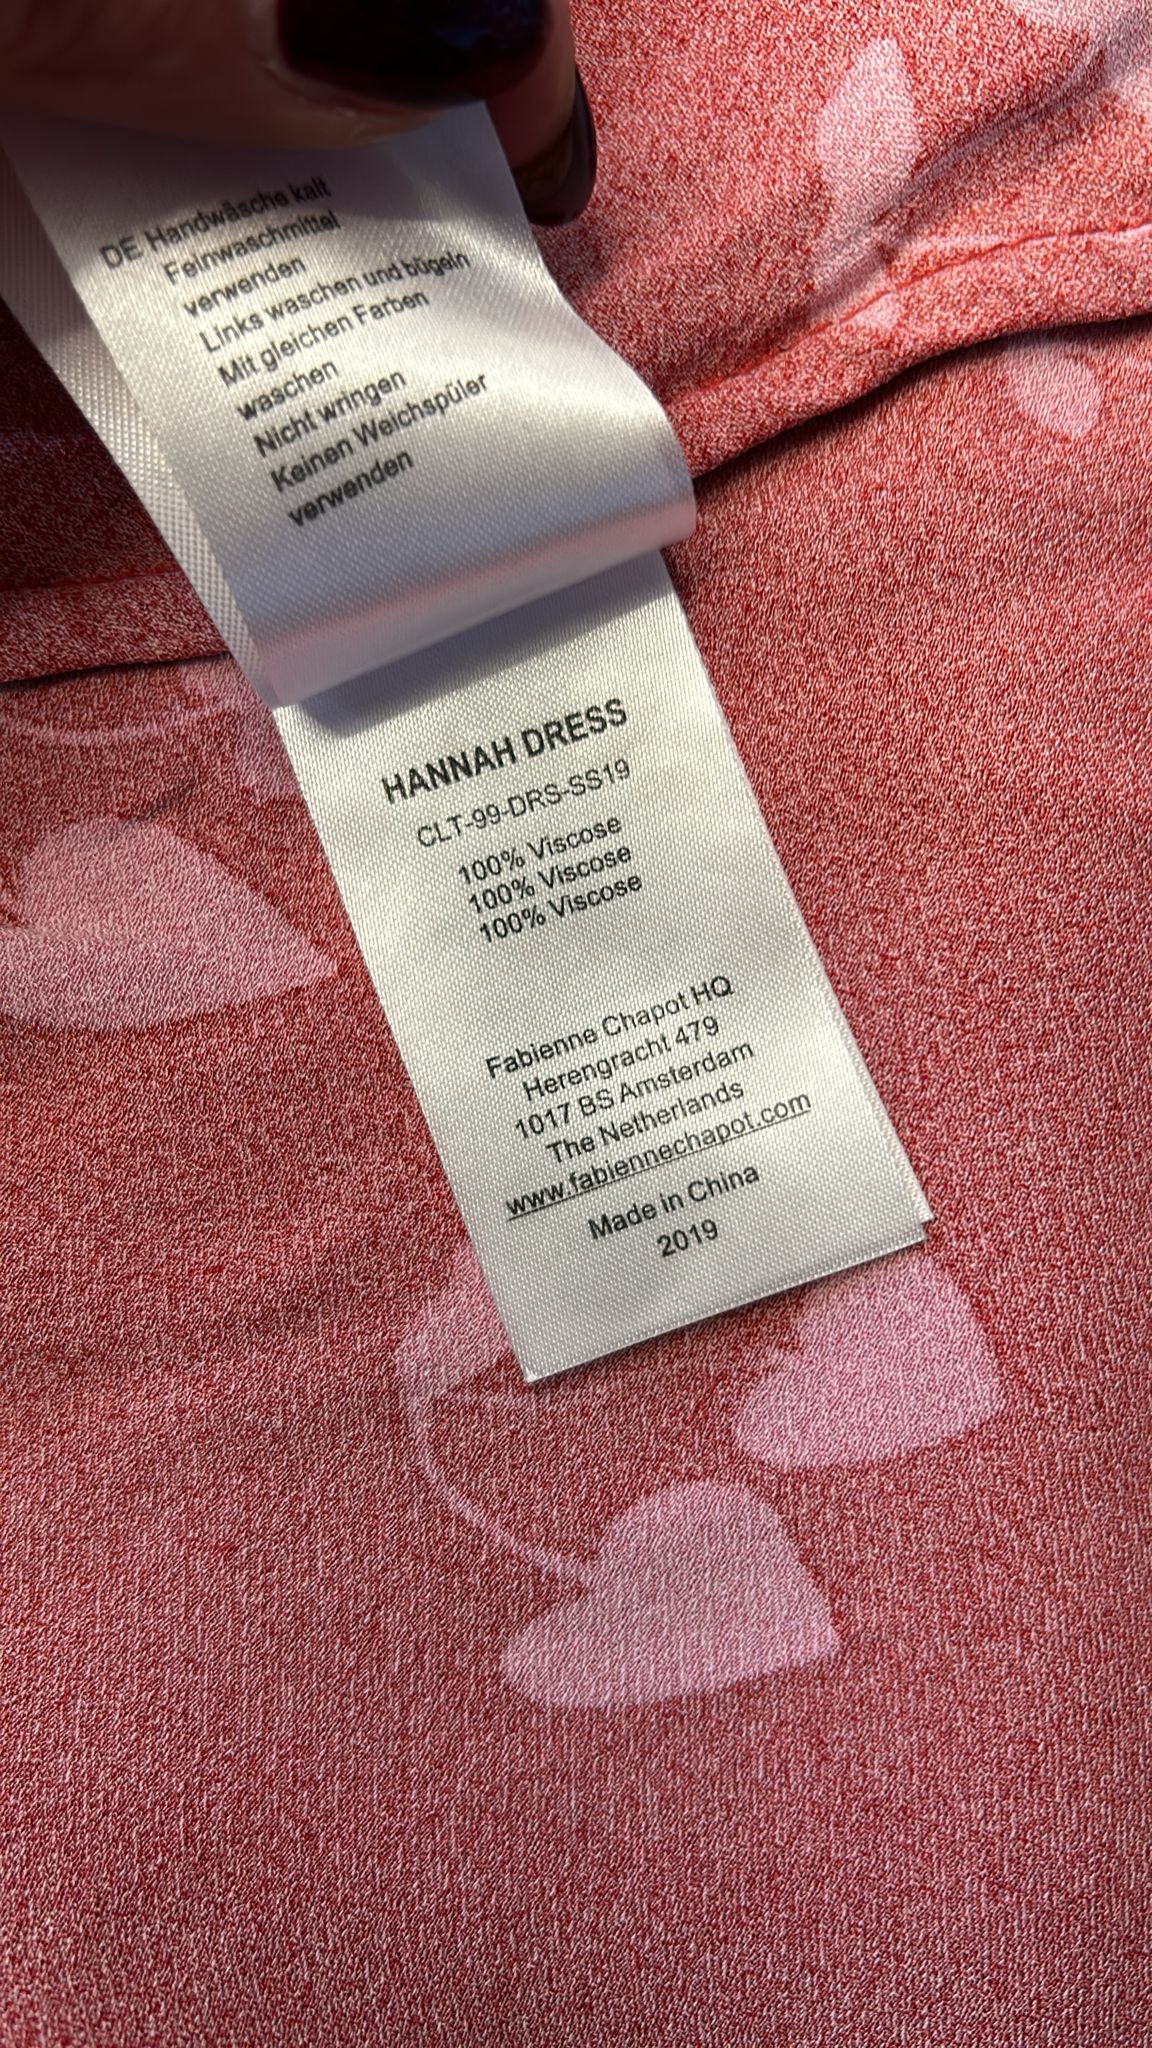 DE Handwäsche kalt
Feinwaschmittel
verwenden
Links waschen und bügeln
Mit gleichen Farben
waschen
Nicht wringen
Keinen Weichspüler
verwenden
HANNAH DRESS
CLT-99-DRS-SS19
100% Viscose
100% Viscose
100% Viscose
Fabienne Chapot HQ
Herengracht 479
1017 BS Amsterdam
The Netherlands
www.fabiennechapot.com
Made in China
2019